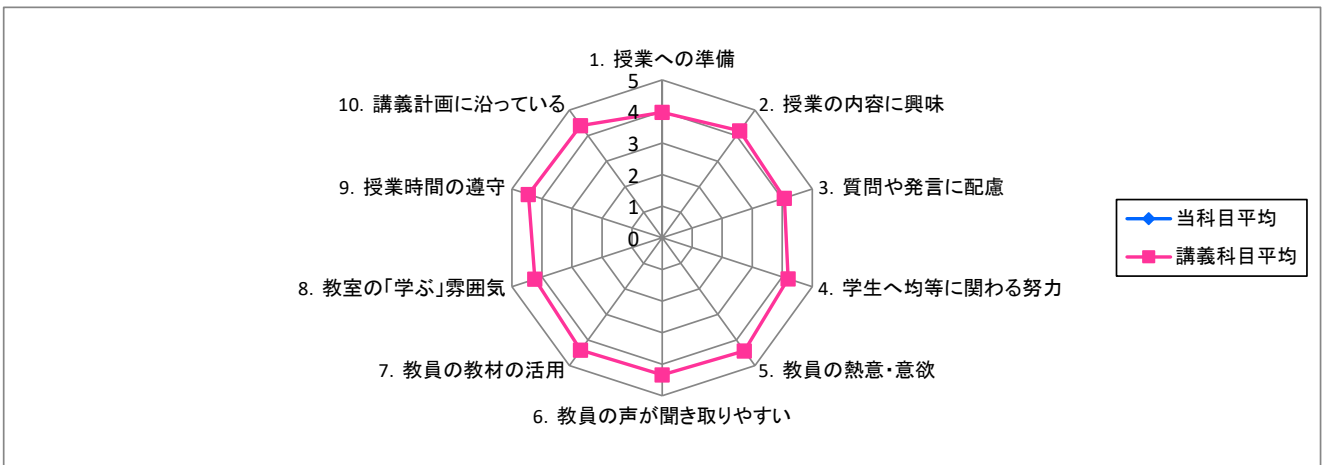 1. 授業への準備
2. 授業の内容に興味
3. 質問や発言に配慮
4. 学生へ均等に関わる努力
5. 教員の熱意・意欲
6. 教員の声が聞き取りやすい
7. 教員の教材の活用
8. 教室の「学ぶ」雰囲気
9. 授業時間の遵守
10. 講義計画に沿っている
5
4
3
2
1
0
当科目平均
講義科目平均